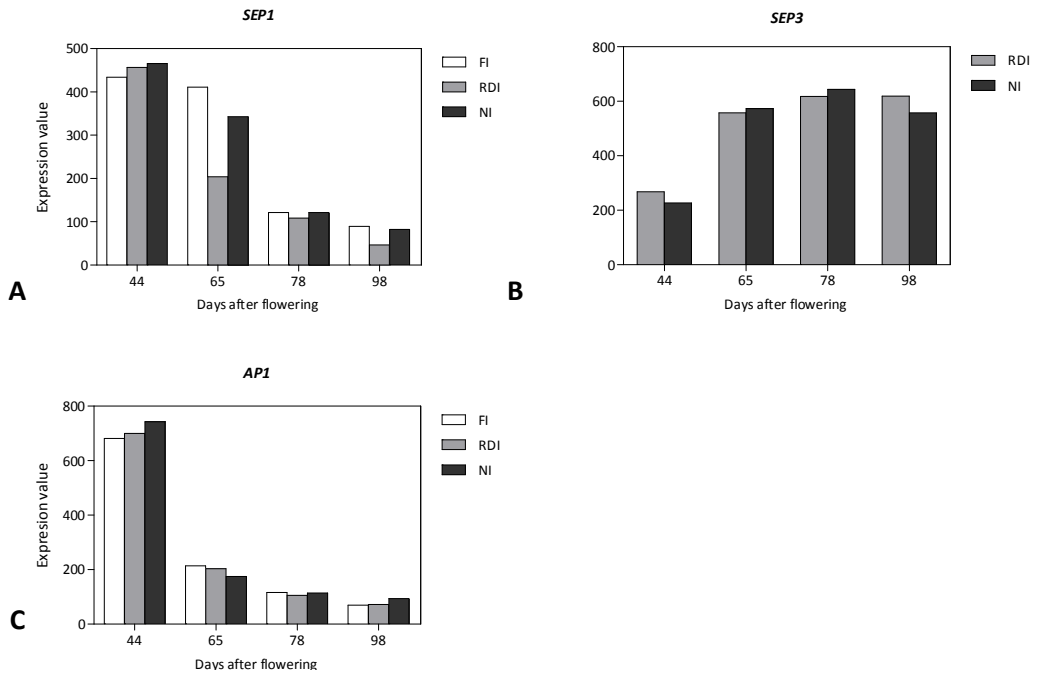 SEP1
500
400
300
200
100
0
Expression value
44 65 78 98
Days after flowering
FI
RDI
NI
A
SEP3
800
600
400
200
0
44 65 78 98
Days after flowering
RDI
NI
B
AP1
800
600
400
200
0
Expresion value
44 65 78 98
Days after flowering
FI
RDI
NI
C